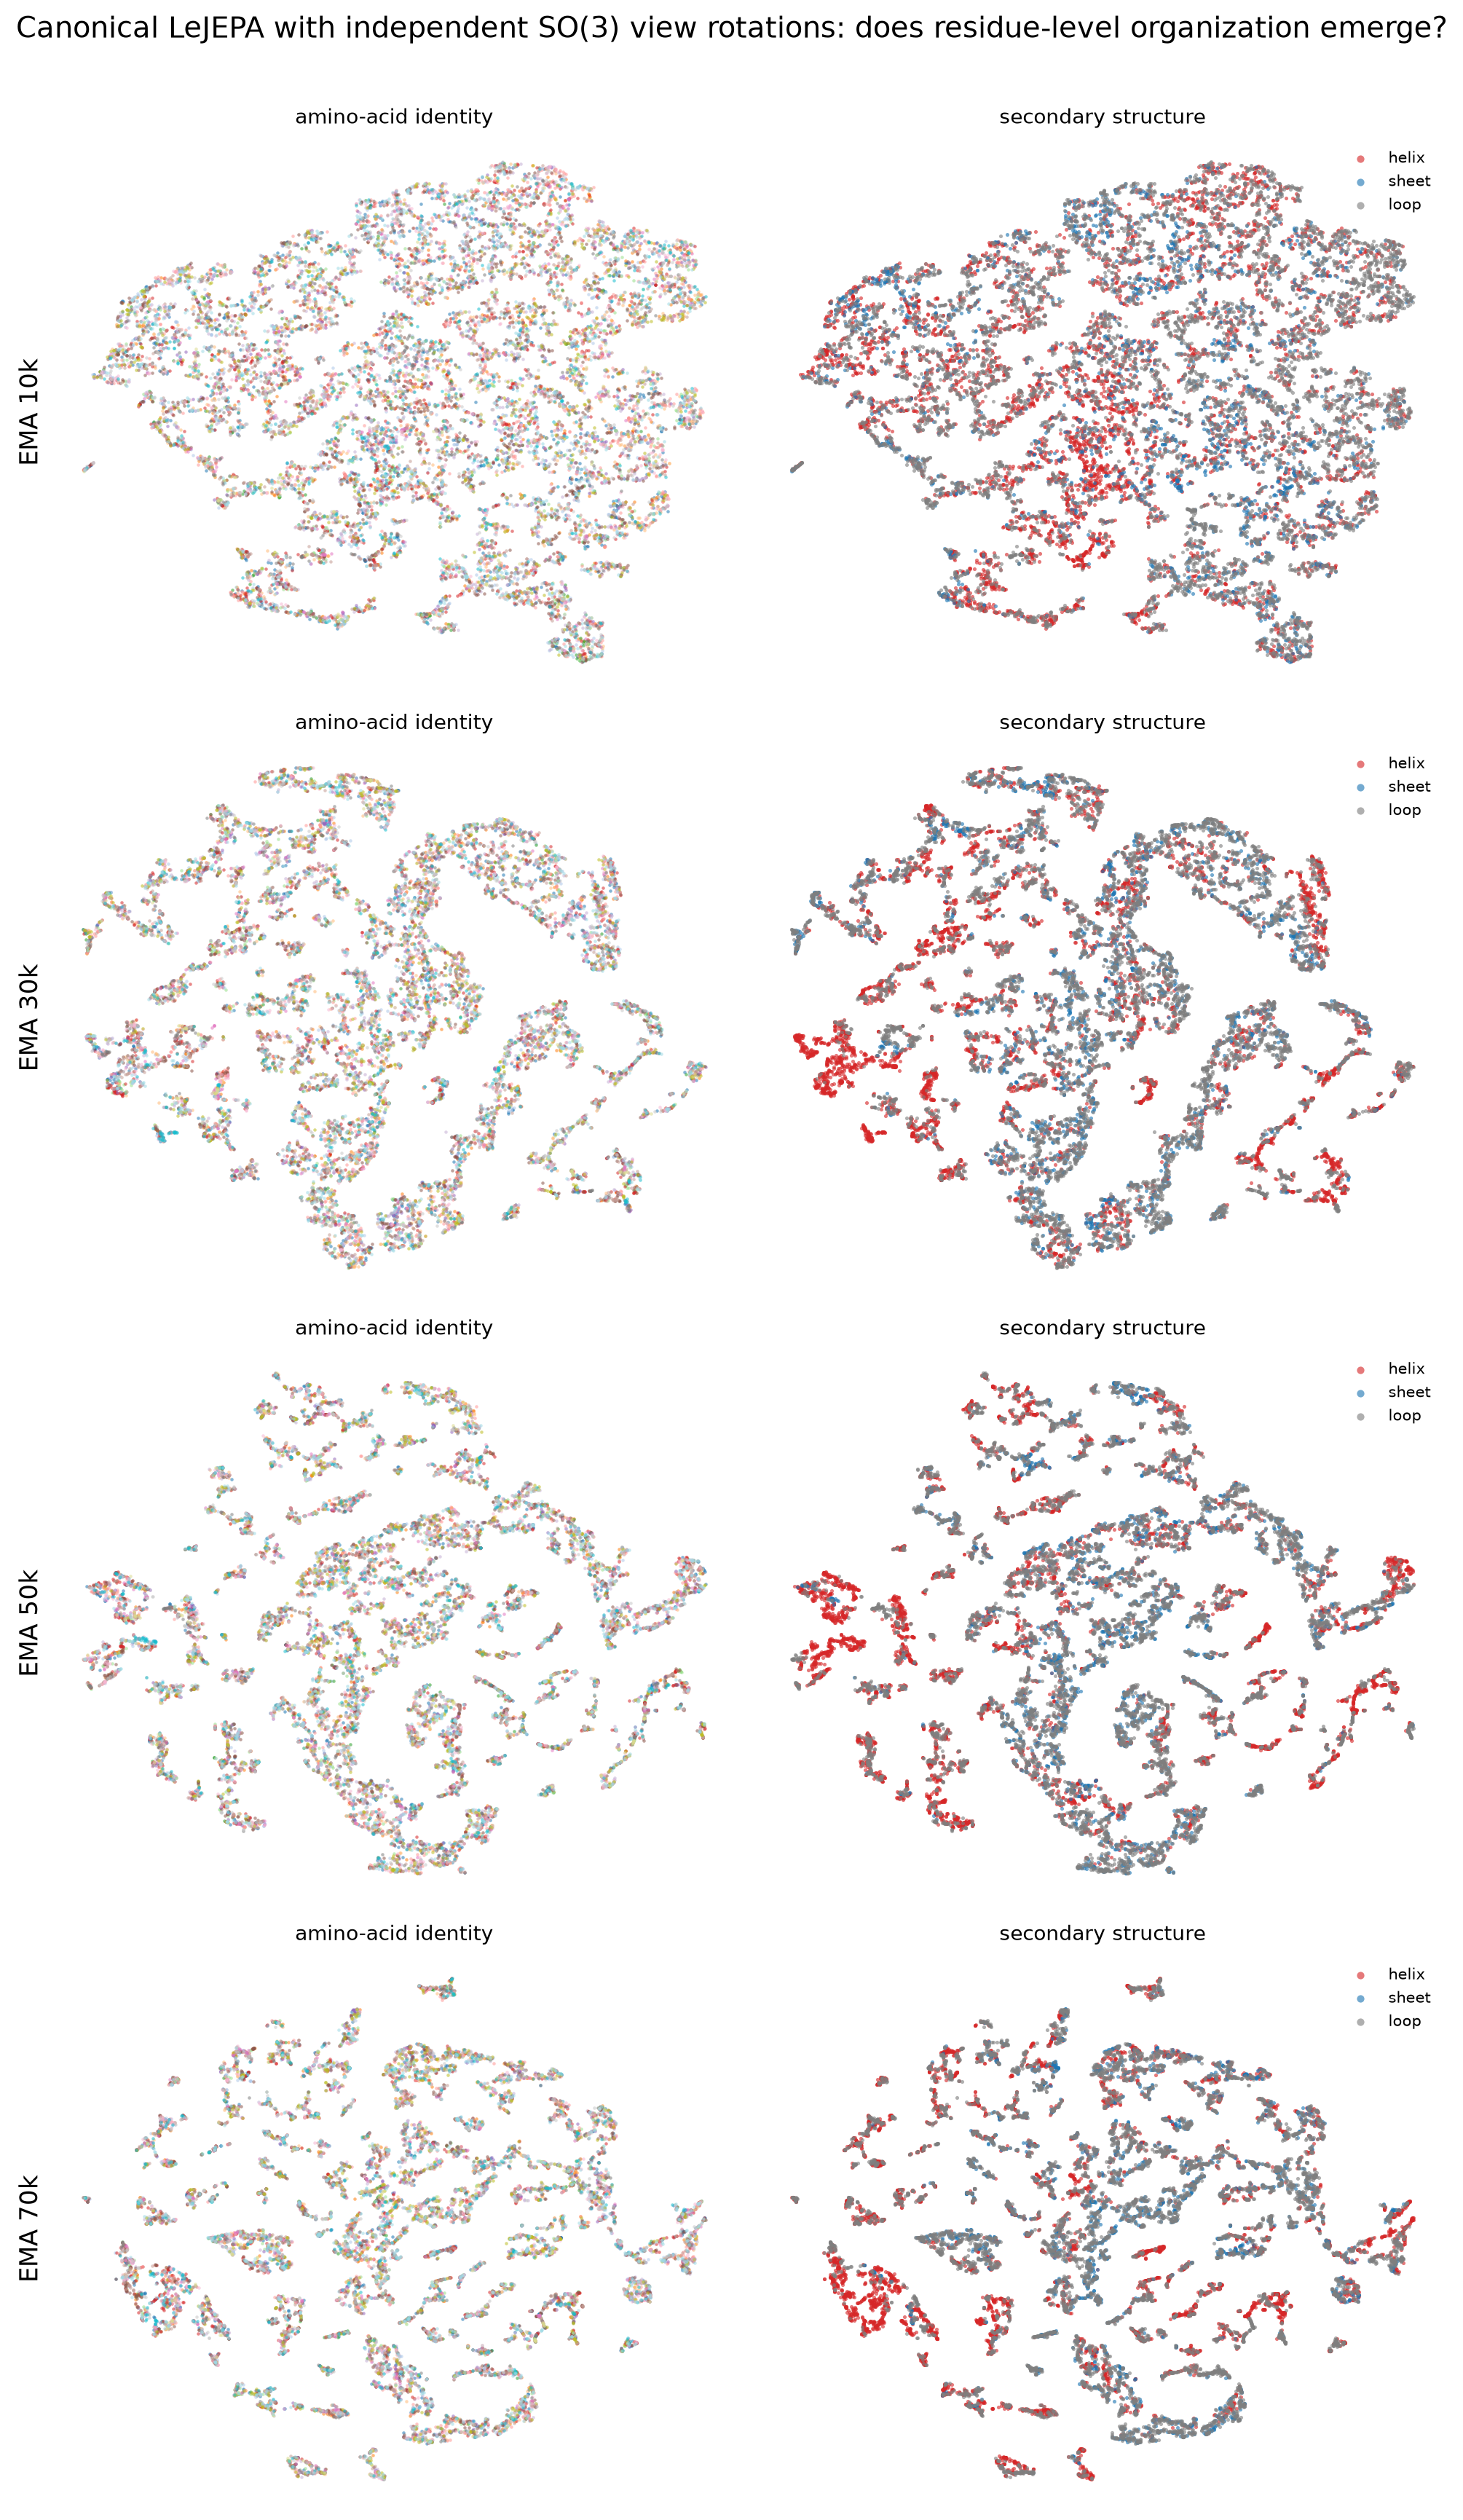 Canonical LeJEPA with independent SO(3) view rotations: does residue-level organization emerge?
amino-acid identity
secondary structure
helix
sheet
loop
EMA 10k
amino-acid identity
secondary structure
helix
sheet
loop
EMA 30k
amino-acid identity
secondary structure
helix
sheet
loop
EMA 50k
amino-acid identity
secondary structure
helix
sheet
loop
EMA 70k